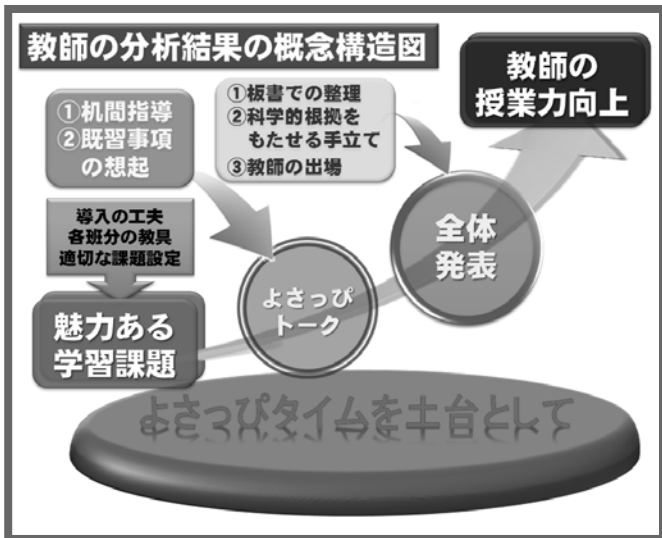 教師の分析結果の概念構造図
教師の
授業力向上
①机間指導
②既習事項
の想起
①板書での整理
②科学的根拠を
もたせる手立て
③教師の出場
導入の工夫
各班分の教具
適切な課題設定
魅力ある
学習課題
よさっぴ
トーク
全体
発表
よさっぴタイムを土台として